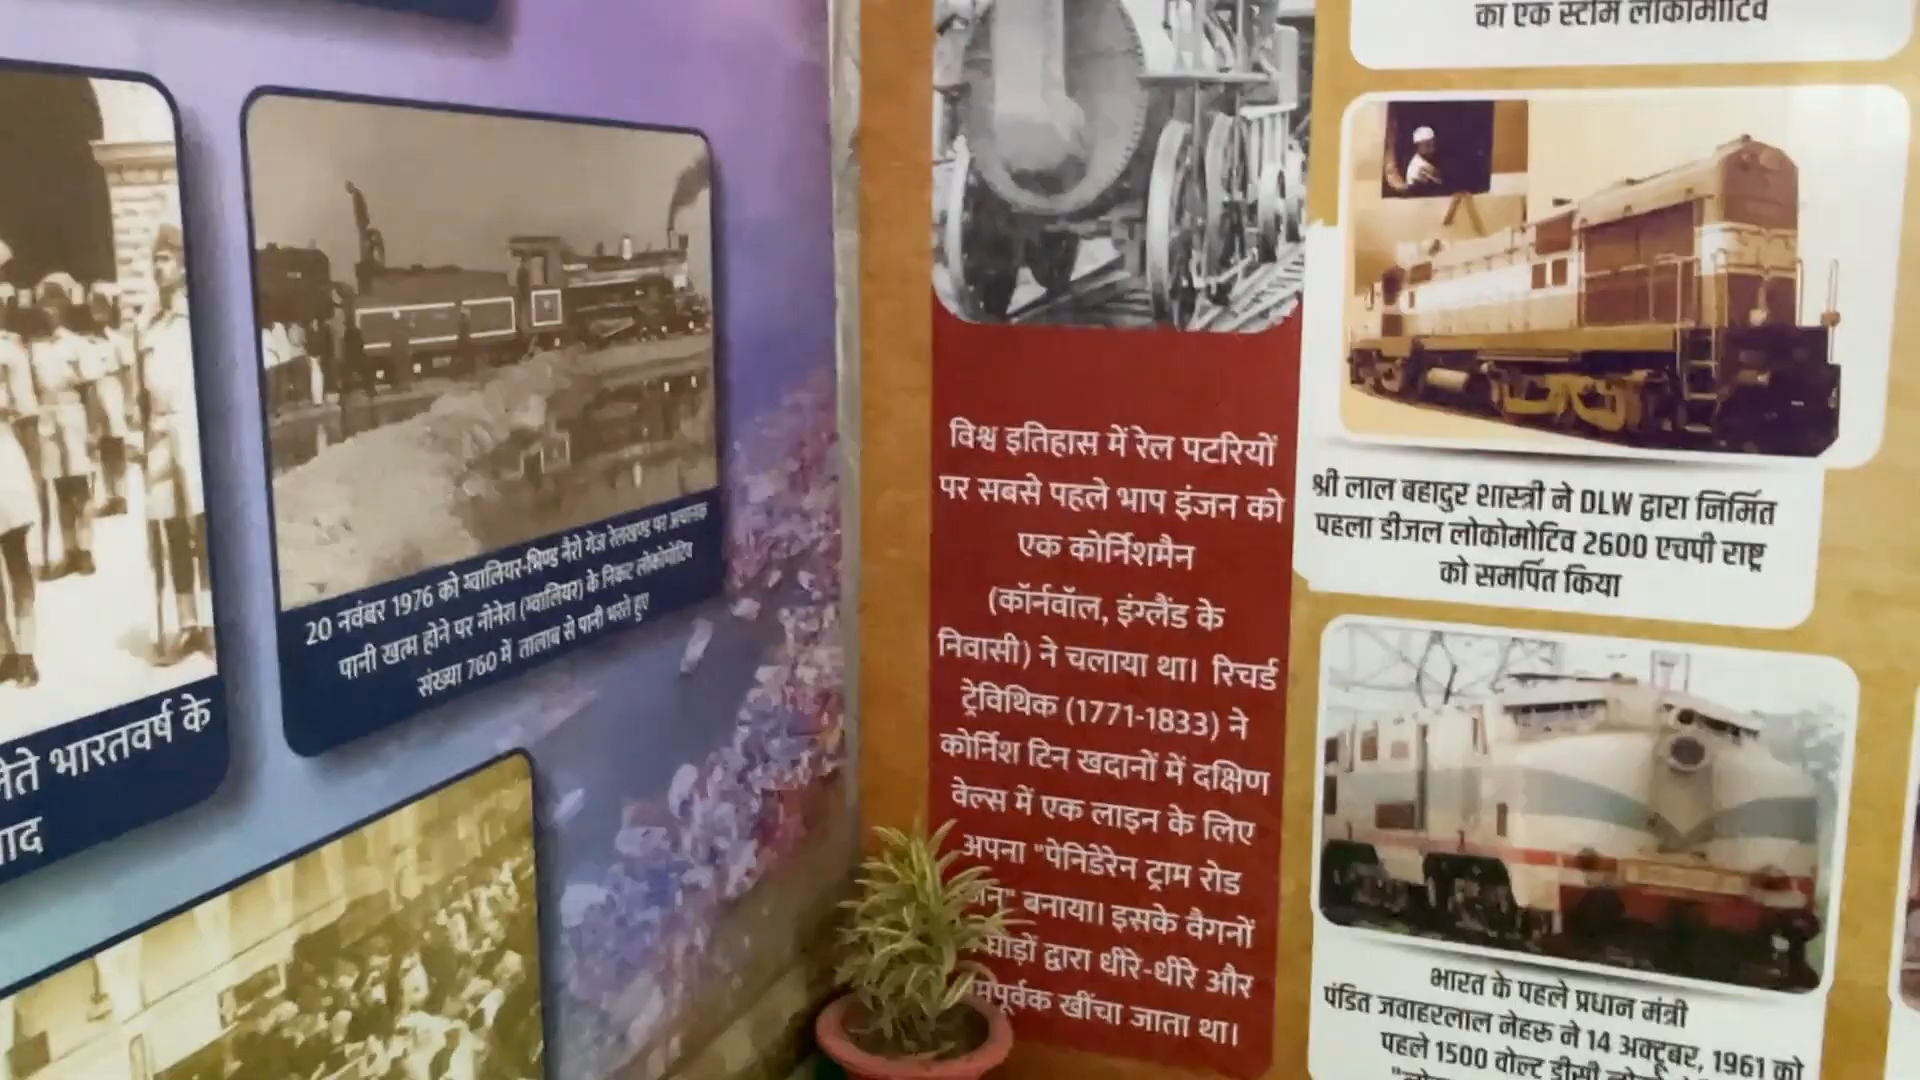 20 नवंबर 1976 को ग्वालियर-भिण्ड नैरो गेज रेलखण्ड पर अचानक
पानी खत्म होने पर नोनेरा (ग्वालियर) के निकट लोकोमोटिव
संख्या 760 में तालाब से पानी भरते हुए
भारतवर्ष के
विश्व इतिहास में रेल पटरियों
पर सबसे पहले भाप इंजन को
एक कोर्निशमैन
(कॉर्नवॉल, इंग्लैंड के
निवासी) ने चलाया था। रिचर्ड
ट्रेविथिक (1771-1833) ने
कोर्निश टिन खदानों में दक्षिण
वेल्स में एक लाइन के लिए
अपना "पेनिडेरेन ट्राम रोड
बनाया। इसके वैगनों
घोड़ों द्वारा धीरे-धीरे और
खींचा जाता था।
का एक स्टीम लोकोमोटिव
श्री लाल बहादुर शास्त्री ने DLW द्वारा निर्मित
पहला डीजल लोकोमोटिव 2600 एचपी राष्ट्र
को समर्पित किया
भारत के पहले प्रधान मंत्री
पंडित जवाहरलाल नेहरू ने 14 अक्टूबर, 1961 को
पहले 1500 वोल्ट डीसी